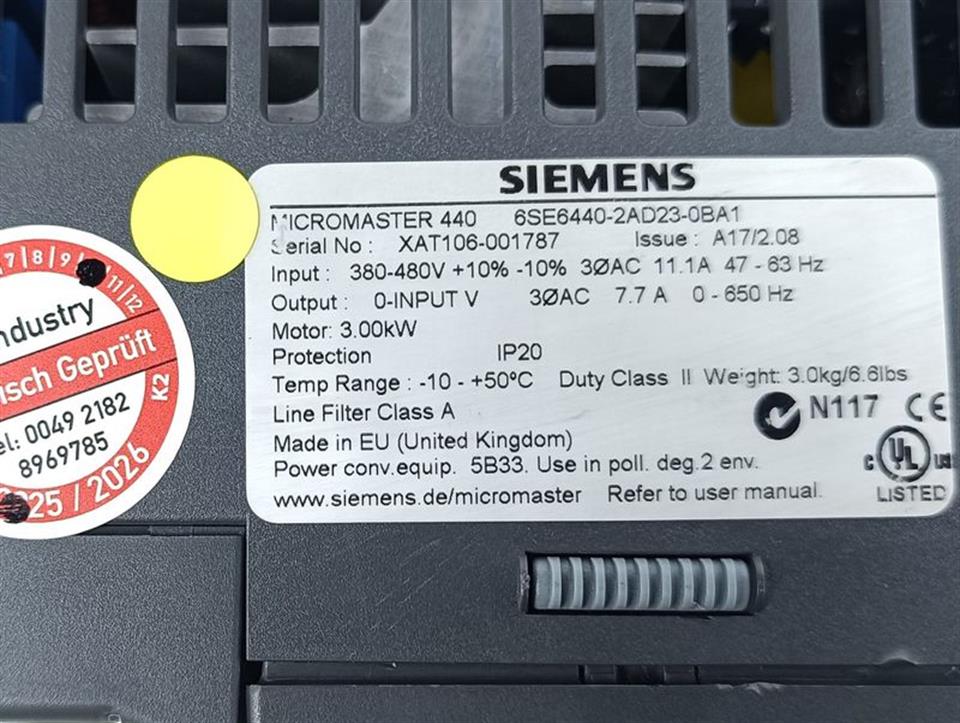 SIEMENS
MICROMASTER 440 6SE6440-2AD23-0BA1
Serial No : XAT106-001787 Issue : A17/2.08
Input : 380-480V +10% -10% 3ØAC 11.1A 47 - 63 Hz
Output : 0-INPUT V 3ØAC 7.7 A 0 - 650 Hz
Motor: 3.00kW
Protection IP20
Temp Range : -10 - +50ºC Duty Class II Weight: 3.0kg/6.6lbs
Line Filter Class A
N117 CE
Made in EU (United Kingdom)
Power conv.equip. 5B33. Use in poll. deg.2 env.
c UL us
LISTED
www.siemens.de/micromaster Refer to user manual.
7/8/9/ /11/12
ndustry
isch Geprüft
K2
el: 0049 2182
8969785
25 / 2026